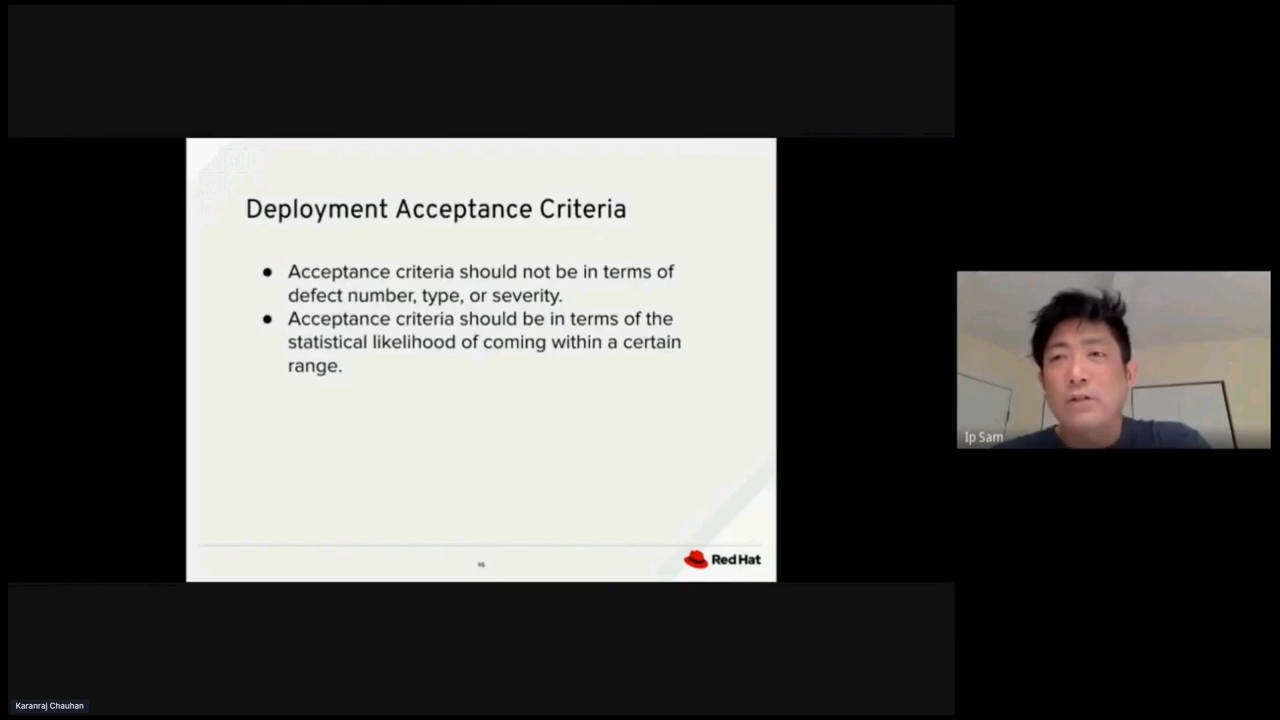 Deployment Acceptance Criteria
● Acceptance criteria should not be in terms of
defect number, type, or severity.
● Acceptance criteria should be in terms of the
statistical likelihood of coming within a certain
range.
Red Hat
Ip Sam
Karanraj Chauhan